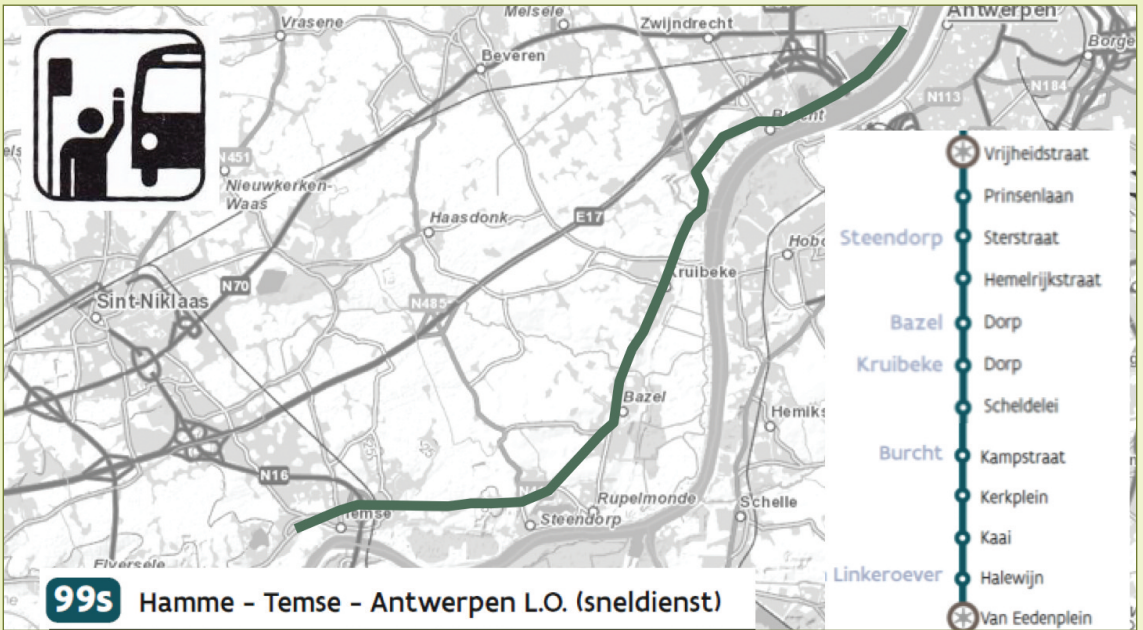 Vrasene
Melsele
Zwijndrecht
Antwerpen
Beveren
Borge
N113
N184
N451
Nieuwkerken-
Waas
Haasdonk
E17
Hobo
Kruibeke
N70
Sint-Niklaas
N485
Bazel
Hemiks
N16
Rupelmonde
Schelle
Temse
Steendorp
Elversele
Vrijheidstraat
Prinsenlaan
Steendorp Sterstraat
Hemelrijkstraat
Bazel Dorp
Kruibeke Dorp
Scheldelei
Burcht Kampstraat
Kerkplein
Kaai
Linkeroever Halewijn
Van Eedenplein
99s Hamme - Temse - Antwerpen L.O. (sneldienst)